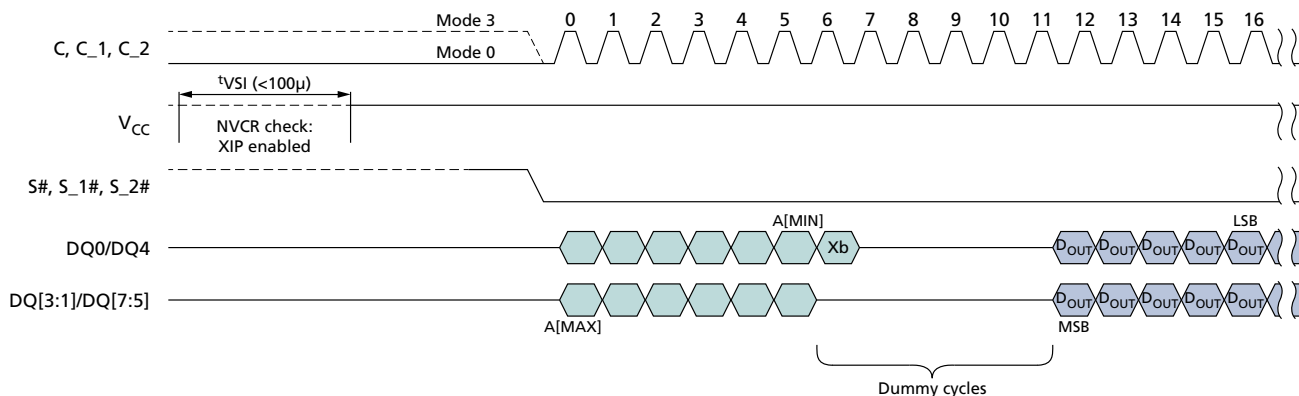 Mode 3
0 1 2 3 4 5 6 7 8 9 10 11 12 13 14 15 16
C, C_1, C_2
Mode 0
tVSI (<100μ)
VCC
NVCR check:
XIP enabled
S#, S_1#, S_2#
A[MIN]
LSB
DQ0/DQ4
Xb
DOUT DOUT DOUT DOUT DOUT
DQ[3:1]/DQ[7:5]
DOUT DOUT DOUT DOUT DOUT
A[MAX]
MSB
Dummy cycles